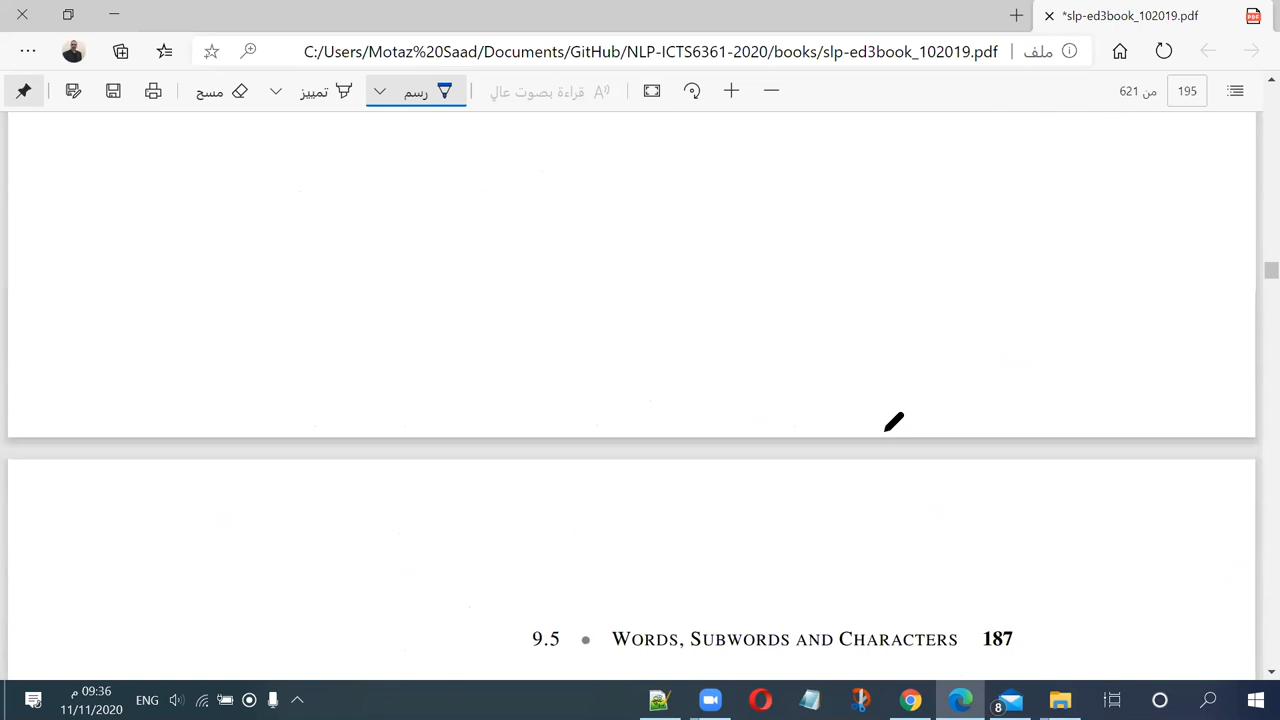 *slp-ed3book_102019.pdf
C:/Users/Motaz%20Saad/Documents/GitHub/NLP-ICTS6361-2020/books/slp-ed3book_102019.pdf
ملف
مسح
تمييز
رسم
قراءة بصوت عالٍ
من 621
195
9.5 • WORDS, SUBWORDS AND CHARACTERS 187
09:36 م
11/11/2020
ENG
8